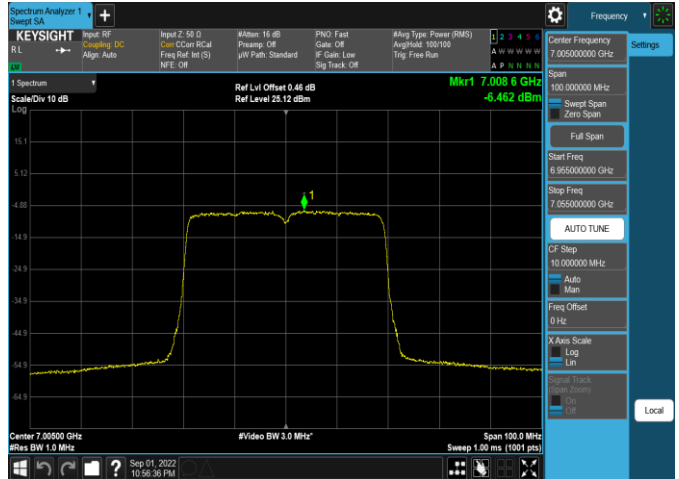 Spectrum Analyzer 1
Swept SA
+
Frequency
KEYSIGHT
RL
Input: RF
Coupling: DC
Align: Auto
Input Z: 50 Ω
Corr CCorr RCal
Freq Ref: Int (S)
NFE: Off
#Atten: 16 dB
Preamp: Off
µW Path: Standard
PNO: Fast
Gate: Off
IF Gain: Low
Sig Track: Off
#Avg Type: Power (RMS)
Avg|Hold: 100/100
Trig: Free Run
1 2 3 4 5 6
A W W W W W
A P N N N N
1 Spectrum
Scale/Div 10 dB
Log
Ref Lvl Offset 0.46 dB
Ref Level 25.12 dBm
Mkr1 7.008 6 GHz
-6.462 dBm
15.1
5.12
-4.88
-14.9
-24.9
-34.9
-44.9
-54.9
-64.9
1
Center 7.00500 GHz
#Res BW 1.0 MHz
#Video BW 3.0 MHz*
Span 100.0 MHz
Sweep 1.00 ms (1001 pts)
Sep 01, 2022
10:56:36 PM
?
Center Frequency
7.005000000 GHz
Settings
Span
100.000000 MHz
Swept Span
Zero Span
Full Span
Start Freq
6.955000000 GHz
Stop Freq
7.055000000 GHz
AUTO TUNE
CF Step
10.000000 MHz
Auto
Man
Freq Offset
0 Hz
X Axis Scale
Log
Lin
Signal Track
(Span Zoom)
On
Off
Local